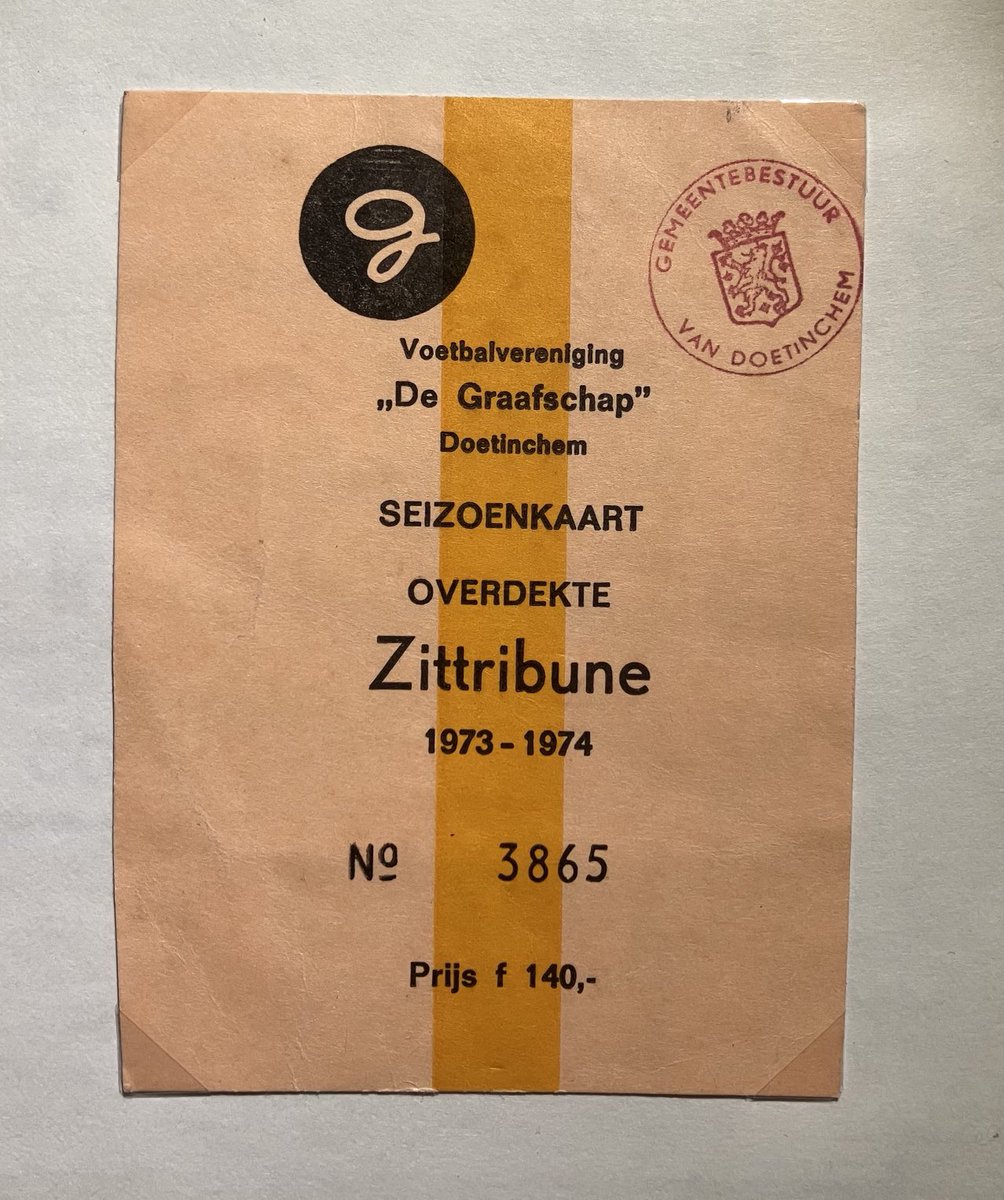 g
GEMEENTEBESTUUR
VAN DOETINCHEM
Voetbalvereniging
„De Graafschap”
Doetinchem
SEIZOENKAART
OVERDEKTE
Zittribune
1973 - 1974
Nº 3865
Prijs f 140,-